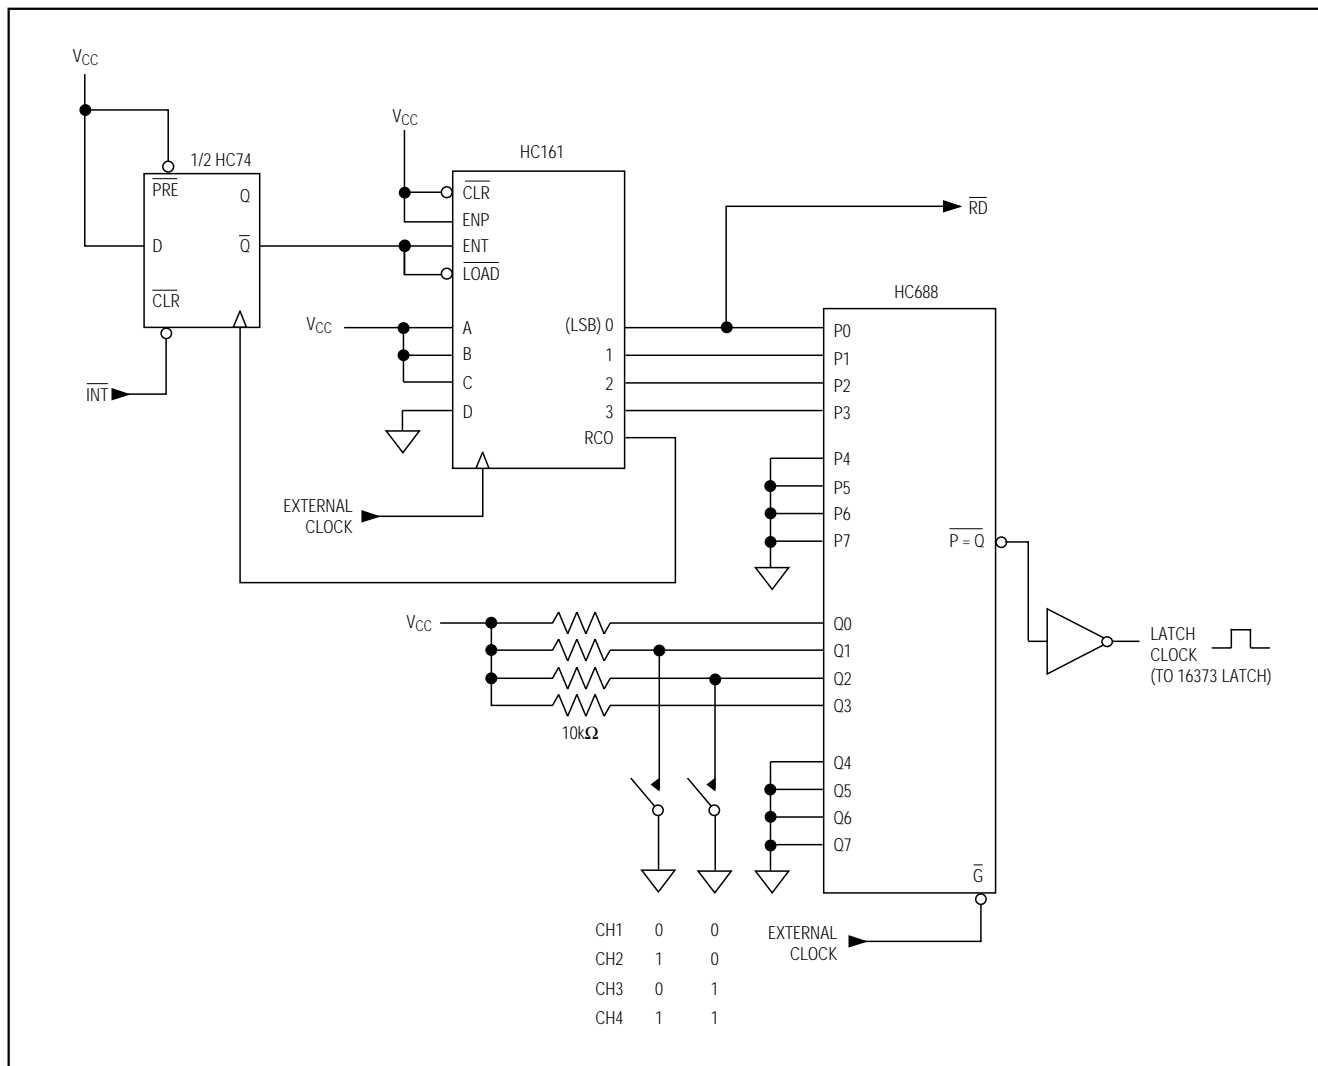 VCC
1/2 HC74
PRE
Q
D
Q
CLR
INT
VCC
HC161
CLR
ENP
ENT
LOAD
VCC
A
B
C
D
(LSB) 0
1
2
3
RCO
EXTERNAL
CLOCK
RD
HC688
P0
P1
P2
P3
P4
P5
P6
P7
P = Q
VCC
10kΩ
Q0
Q1
Q2
Q3
Q4
Q5
Q6
Q7
G
LATCH
CLOCK
(TO 16373 LATCH)
EXTERNAL
CLOCK
CH1 0 0
CH2 1 0
CH3 0 1
CH4 1 1